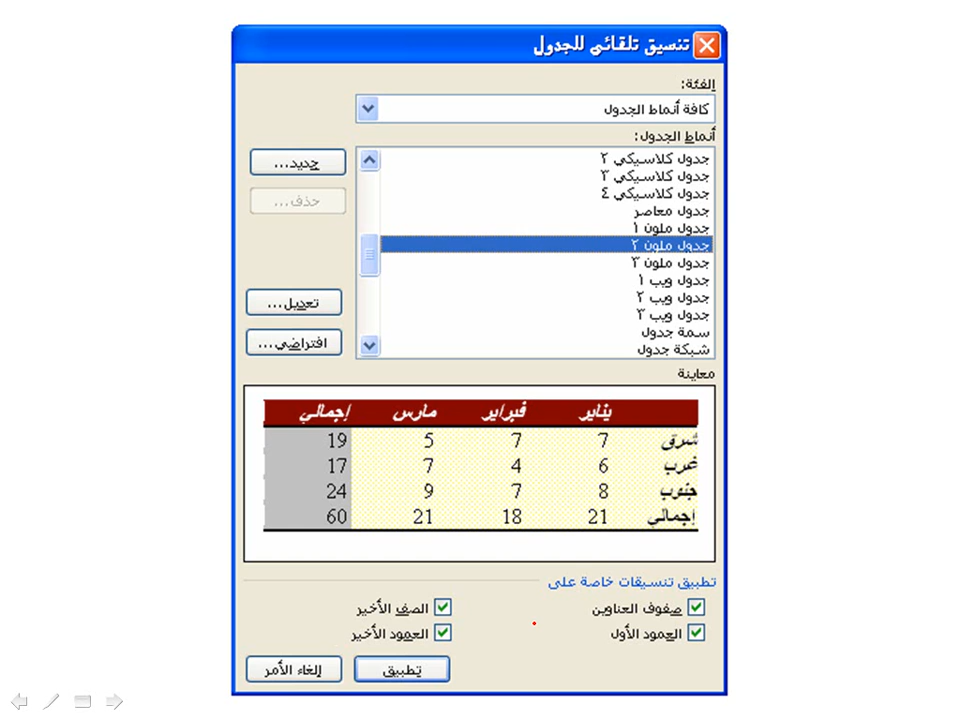 تنسيق تلقائي للجدول
الفئة:
كافة أنماط الجدول
أنماط الجدول:
جدول كلاسيكي ٢
جدول كلاسيكي ٣
جدول كلاسيكي ٤
جدول معاصر
جدول ملون ١
جدول ملون ٢
جدول ملون ٣
جدول ويب ١
جدول ويب ٢
جدول ويب ٣
سمة جدول
شبكة جدول
جديد...
حذف...
تعديل...
افتراضي...
معاينة
يناير فبراير مارس إجمالي
شرق 7 7 5 19
غرب 6 4 7 17
جنوب 8 7 9 24
إجمالي 21 18 21 60
تطبيق تنسيقات خاصة على
صفوف العناوين الصف الأخير
العمود الأول العمود الأخير
تطبيق إلغاء الأمر